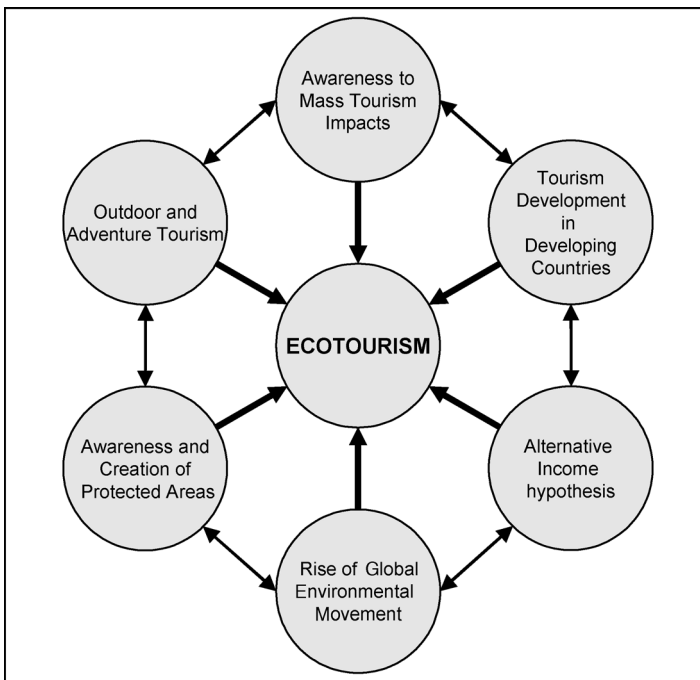 Awareness to
Mass Tourism
Impacts
Outdoor and
Adventure Tourism
Tourism
Development
in
Developing
Countries
ECOTOURISM
Awareness and
Creation of
Protected Areas
Alternative
Income
hypothesis
Rise of Global
Environmental
Movement